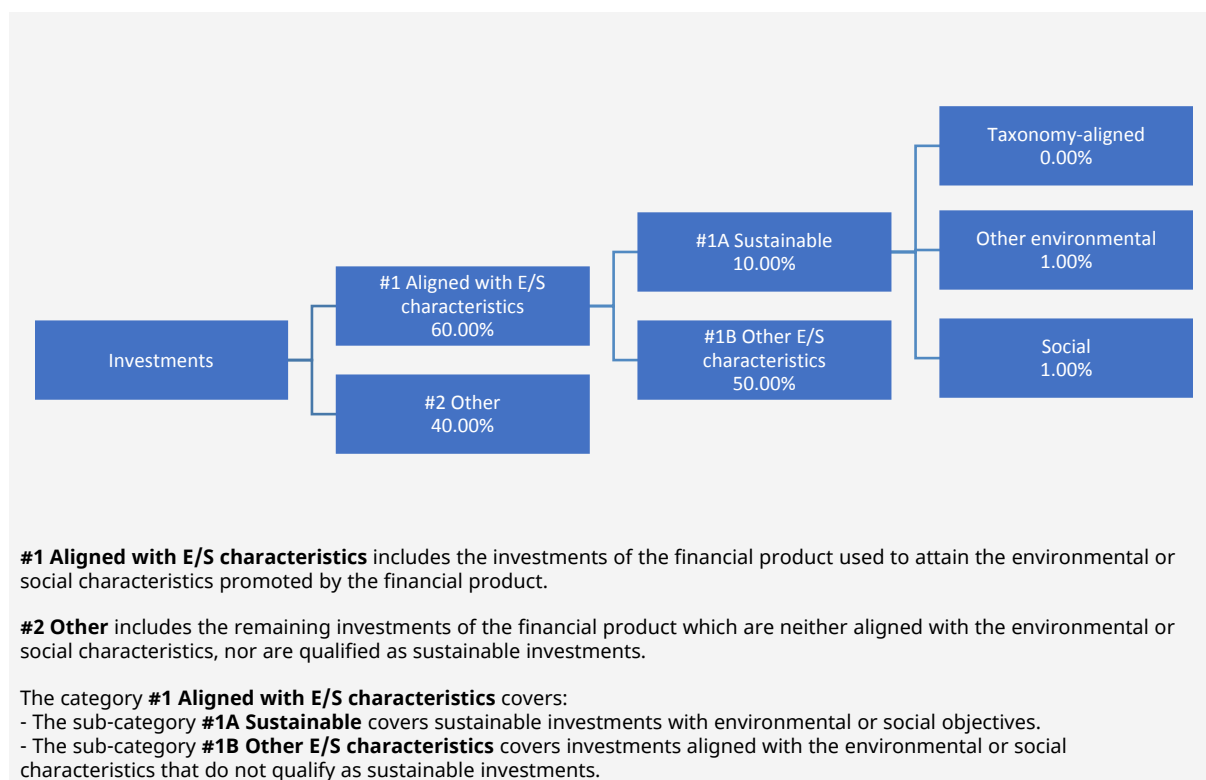 Investments
#1 Aligned with E/S
characteristics
60.00%
#2 Other
40.00%
#1A Sustainable
10.00%
#1B Other E/S
characteristics
50.00%
Taxonomy-aligned
0.00%
Other environmental
1.00%
Social
1.00%
#1 Aligned with E/S characteristics includes the investments of the financial product used to attain the environmental or
social characteristics promoted by the financial product.
#2 Other includes the remaining investments of the financial product which are neither aligned with the environmental or
social characteristics, nor are qualified as sustainable investments.
The category #1 Aligned with E/S characteristics covers:
- The sub-category #1A Sustainable covers sustainable investments with environmental or social objectives.
- The sub-category #1B Other E/S characteristics covers investments aligned with the environmental or social
characteristics that do not qualify as sustainable investments.